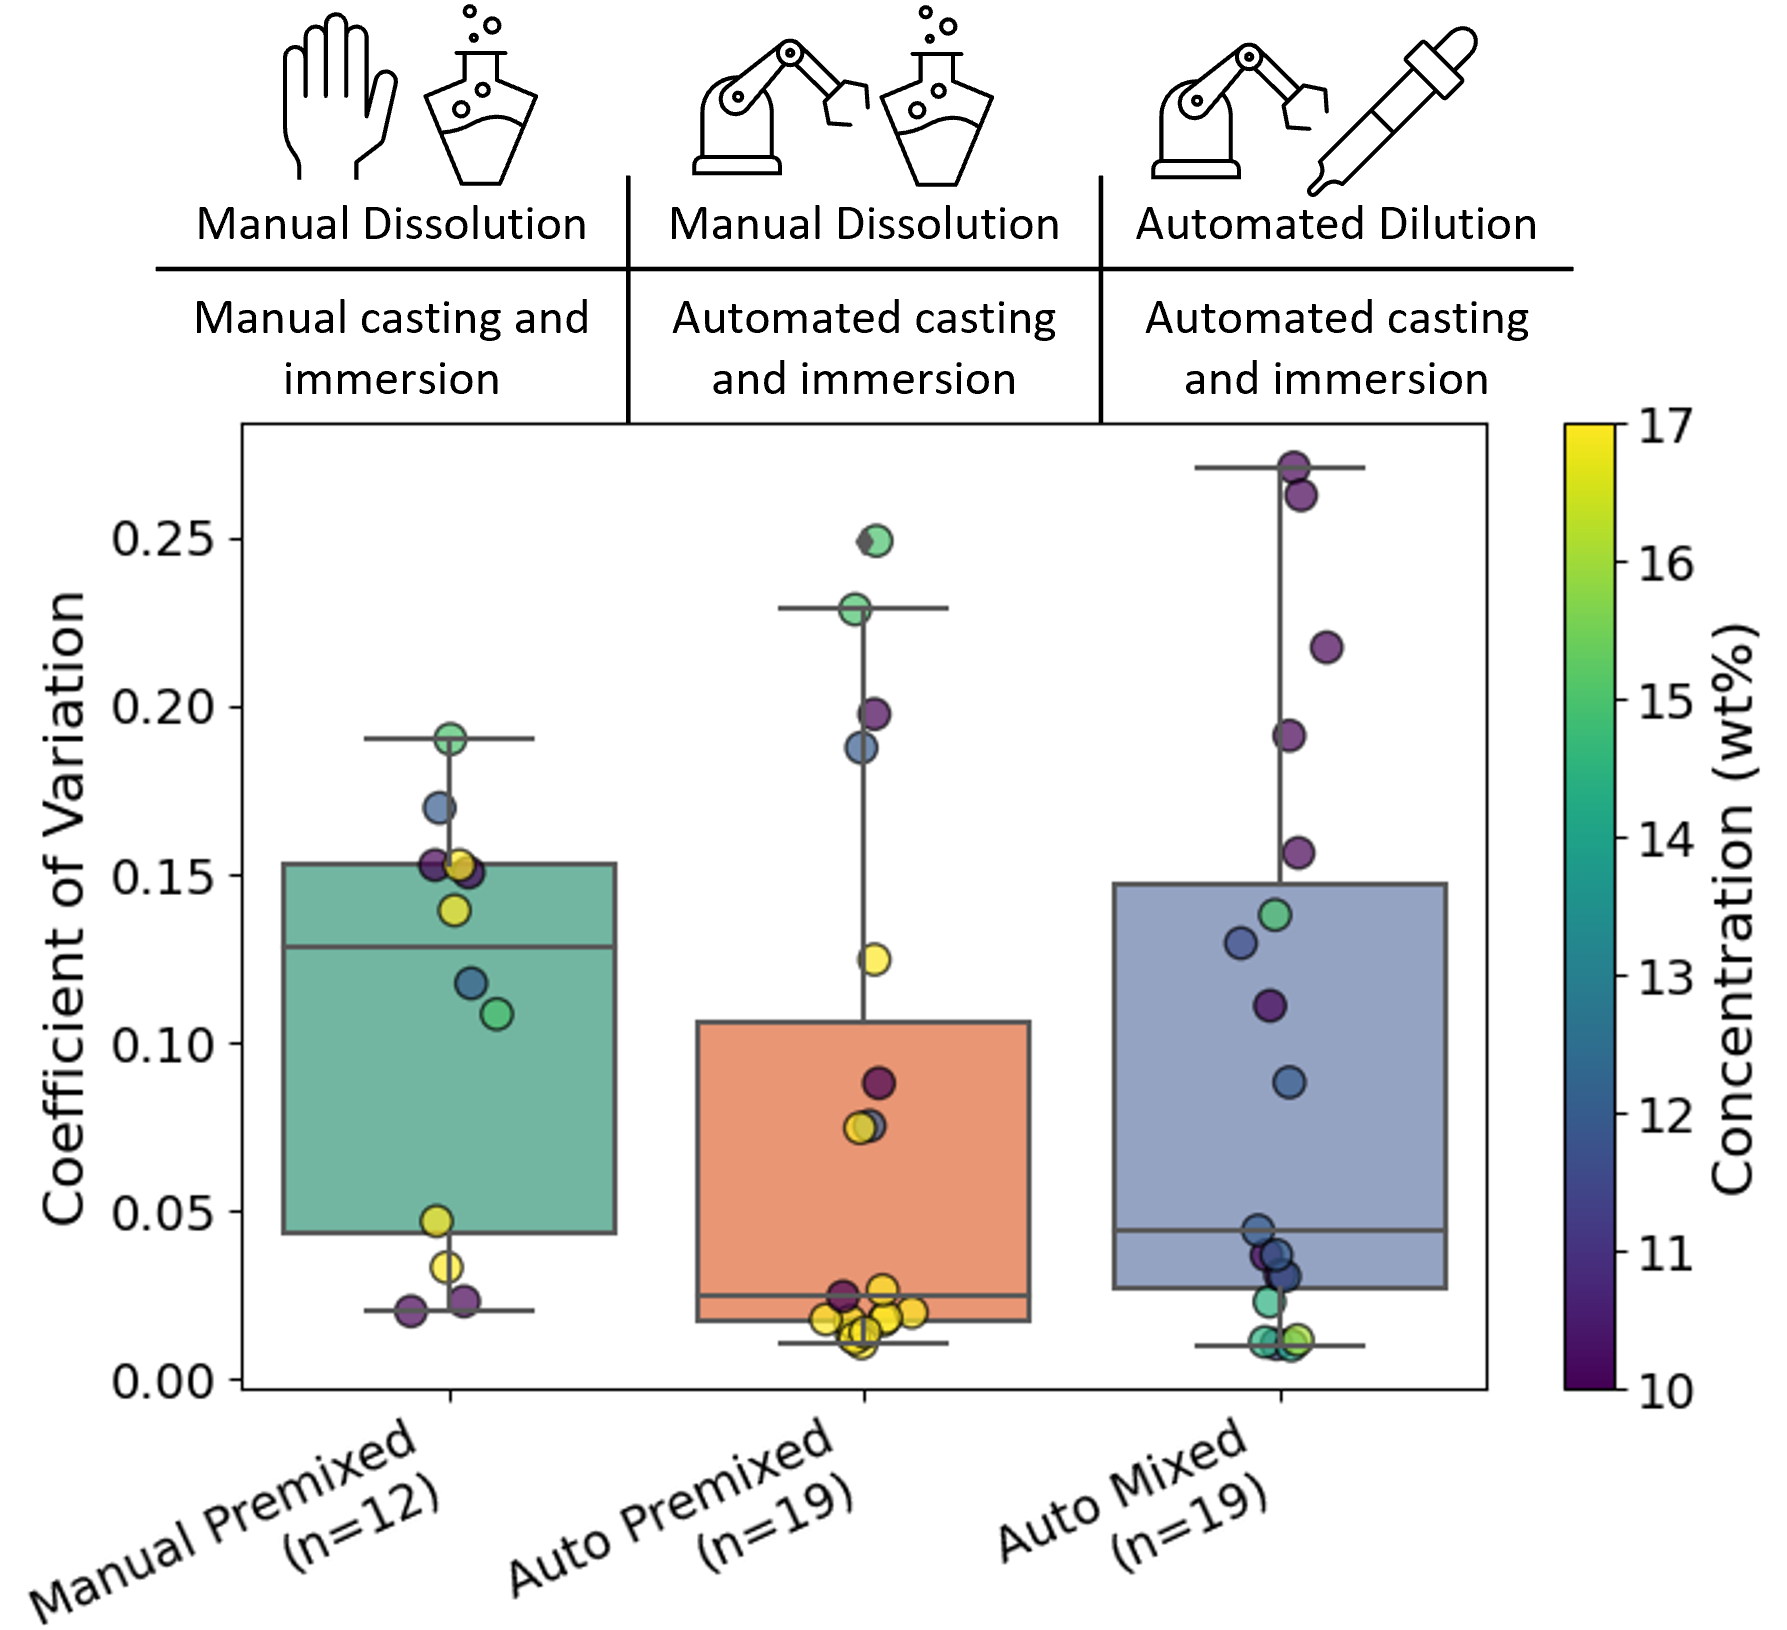 Manual Dissolution
Manual Dissolution
Automated Dilution
Manual casting and
immersion
Automated casting
and immersion
Automated casting
and immersion
Coefficient of Variation
0.25
0.20
0.15
0.10
0.05
0.00
Manual Premixed
(n=12)
Auto Premixed
(n=19)
Auto Mixed
(n=19)
17
16
15
14
13
12
11
10
Concentration (wt%)